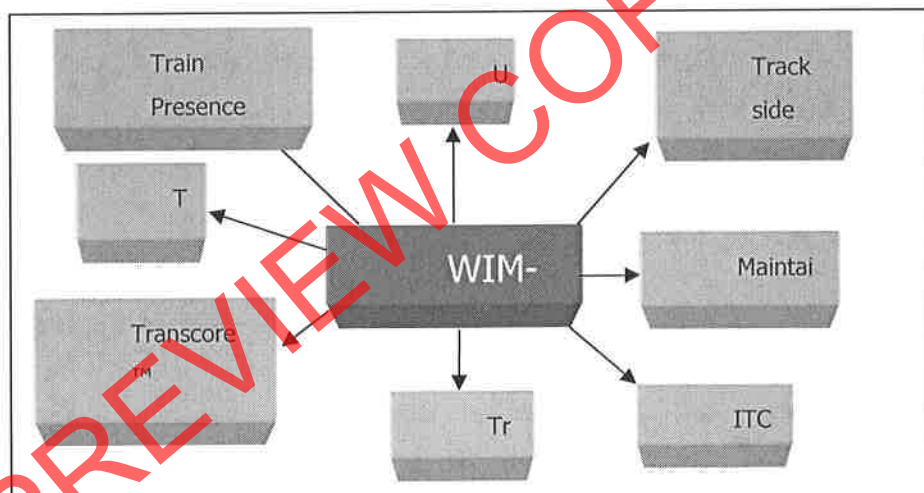 Train
Presence
U
Track
side
T
WIM-
Maintai
Transcore
™
Tr
ITC
PREVIEW COP